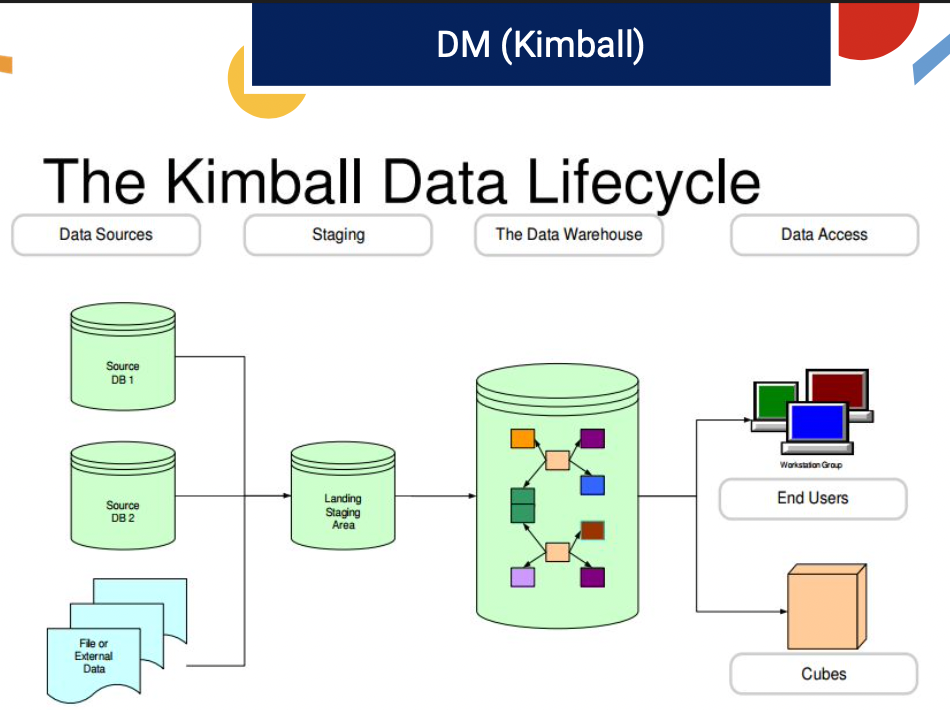 DM (Kimball)
The Kimball Data Lifecycle
Data Sources
Staging
The Data Warehouse
Data Access
Source
DB 1
Source
DB 2
File or
External
Data
Landing
Staging
Area
Workstation Group
End Users
Cubes